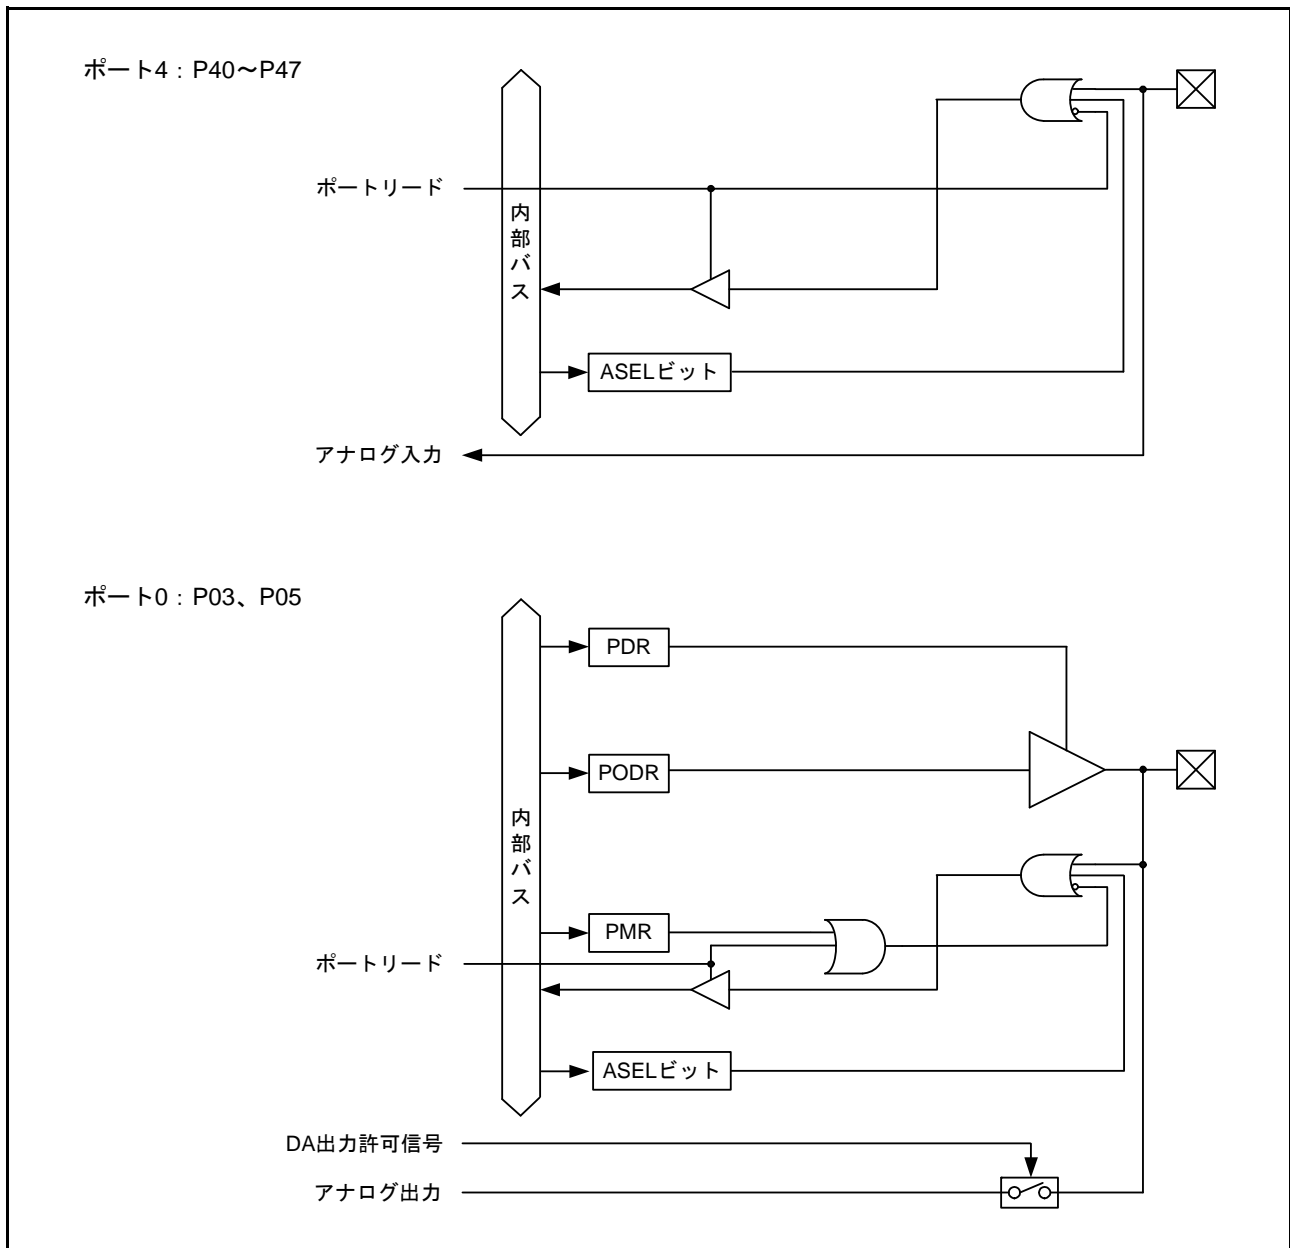 ポート4：P40～P47
ポートリード
内部バス
ASELビット
アナログ入力
ポート0：P03、P05
PDR
PODR
内部バス
PMR
ポートリード
ASELビット
DA出力許可信号
アナログ出力